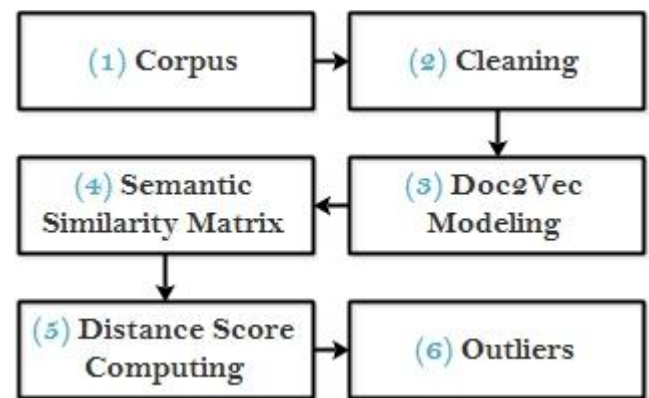 (1) Corpus
(2) Cleaning
(3) Doc2Vec
Modeling
(4) Semantic
Similarity Matrix
(5) Distance Score
Computing
(6) Outliers